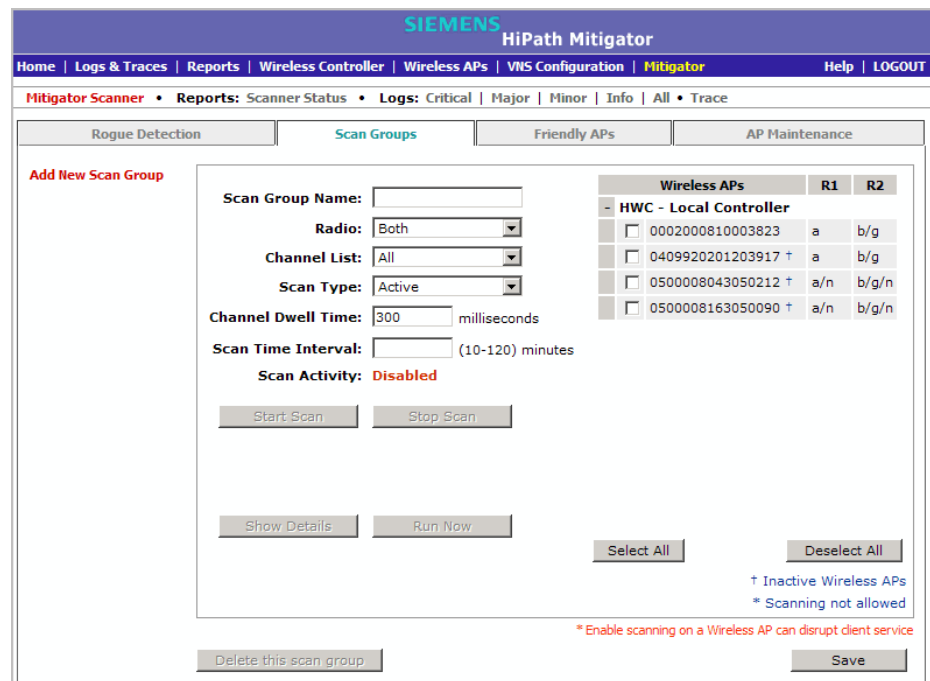 SIEMENS
HiPath Mitigator
Home | Logs & Traces | Reports | Wireless Controller | Wireless APs | VNS Configuration | Mitigator Help | LOGOUT
Mitigator Scanner • Reports: Scanner Status • Logs: Critical | Major | Minor | Info | All • Trace
Rogue Detection Scan Groups Friendly APs AP Maintenance
Add New Scan Group
Scan Group Name:
Radio: Both
Channel List: All
Scan Type: Active
Channel Dwell Time: 300 milliseconds
Scan Time Interval: (10-120) minutes
Scan Activity: Disabled
Start Scan Stop Scan
Show Details Run Now
Wireless APs R1 R2
- HWC - Local Controller
0002000810003823 a b/g
0409920201203917 † a b/g
0500008043050212 † a/n b/g/n
0500008163050090 † a/n b/g/n
Select All Deselect All
† Inactive Wireless APs
* Scanning not allowed
* Enable scanning on a Wireless AP can disrupt client service
Delete this scan group Save